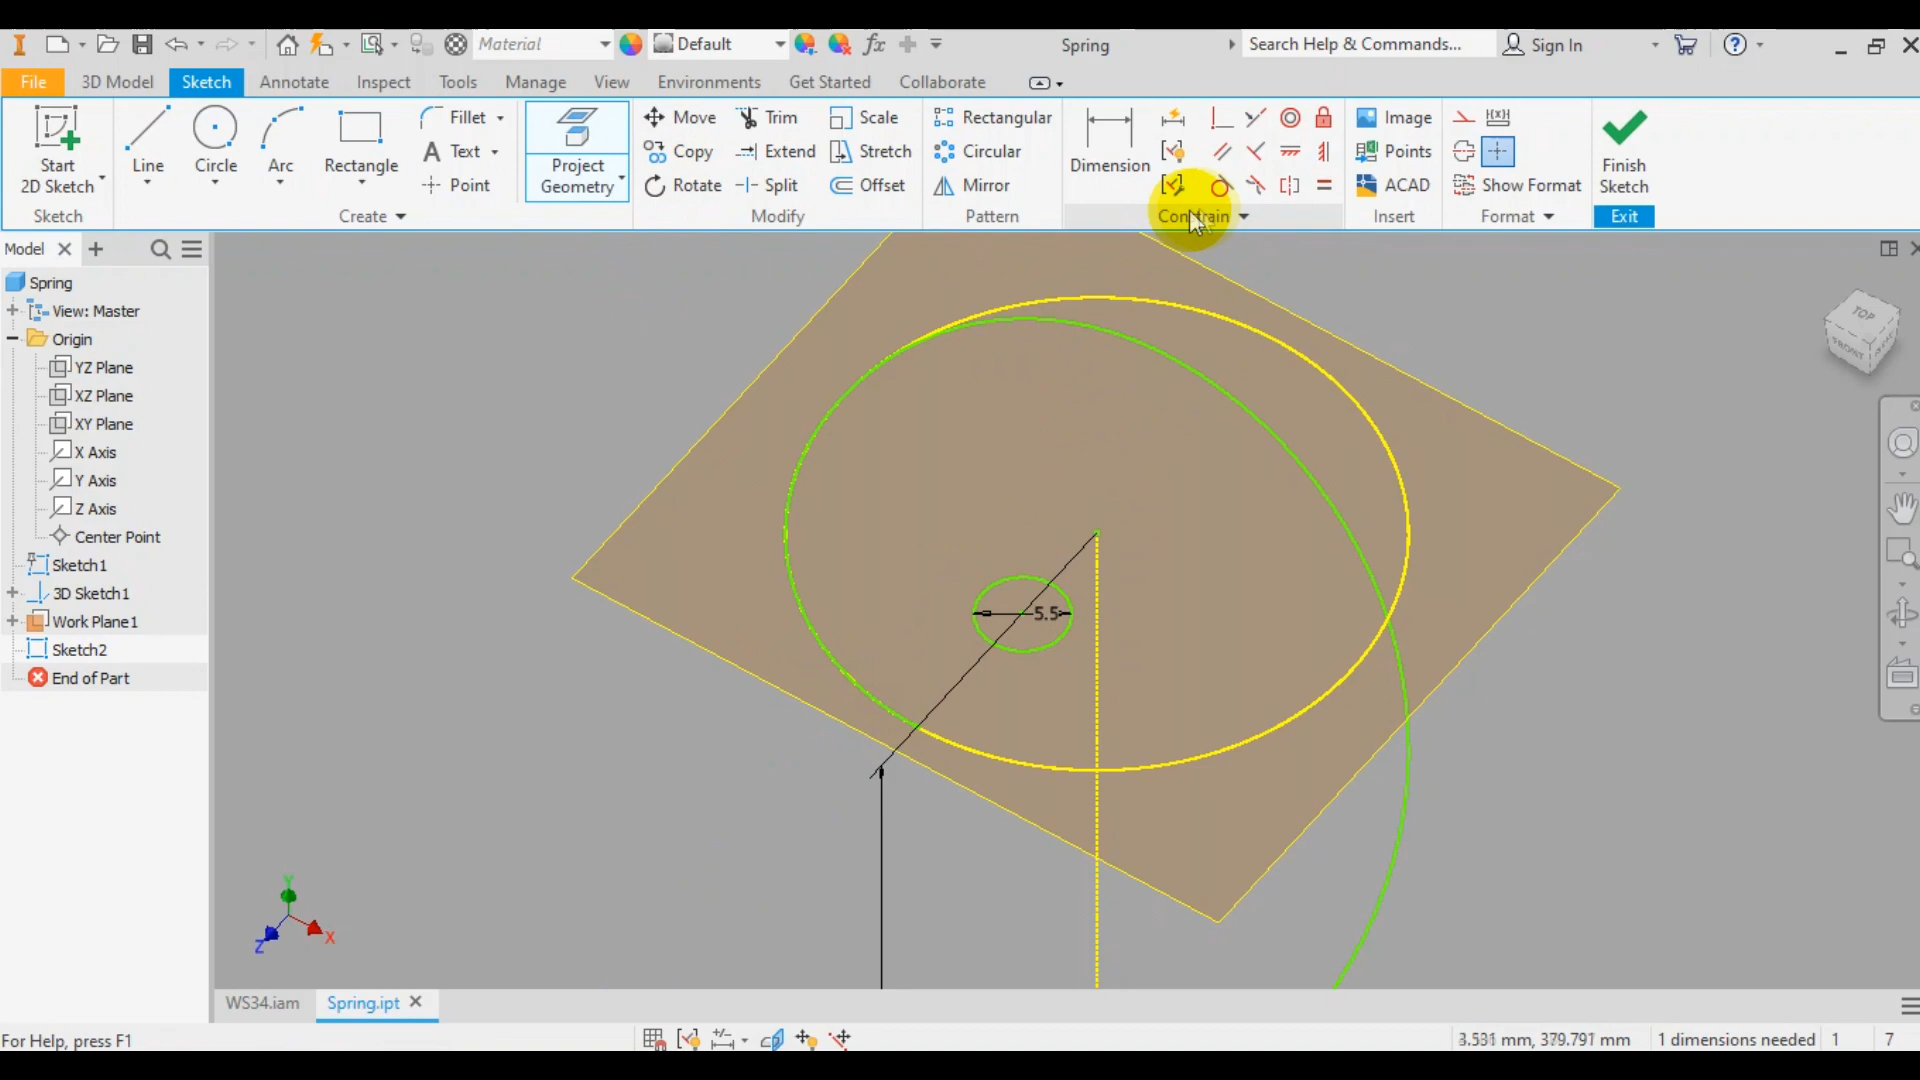 Material
Default
fx
Spring
Search Help & Commands...
Sign In
File
3D Model
Sketch
Annotate
Inspect
Tools
Manage
View
Environments
Get Started
Collaborate
Start
2D Sketch
Line
Circle
Arc
Rectangle
Fillet
Text
Point
Project
Geometry
Move
Copy
Rotate
Trim
Extend
Split
Scale
Stretch
Offset
Rectangular
Circular
Mirror
Dimension
Image
Points
ACAD
Show Format
Finish
Sketch
Sketch
Create
Modify
Pattern
Constrain
Insert
Format
Exit
Model
Spring
View: Master
Origin
YZ Plane
XZ Plane
XY Plane
X Axis
Y Axis
Z Axis
Center Point
Sketch1
3D Sketch1
Work Plane1
Sketch2
End of Part
TOP
FRONT
5.5
Y
X
Z
WS34.iam
Spring.ipt
For Help, press F1
3.531 mm, 379.791 mm
1 dimensions needed
1
7